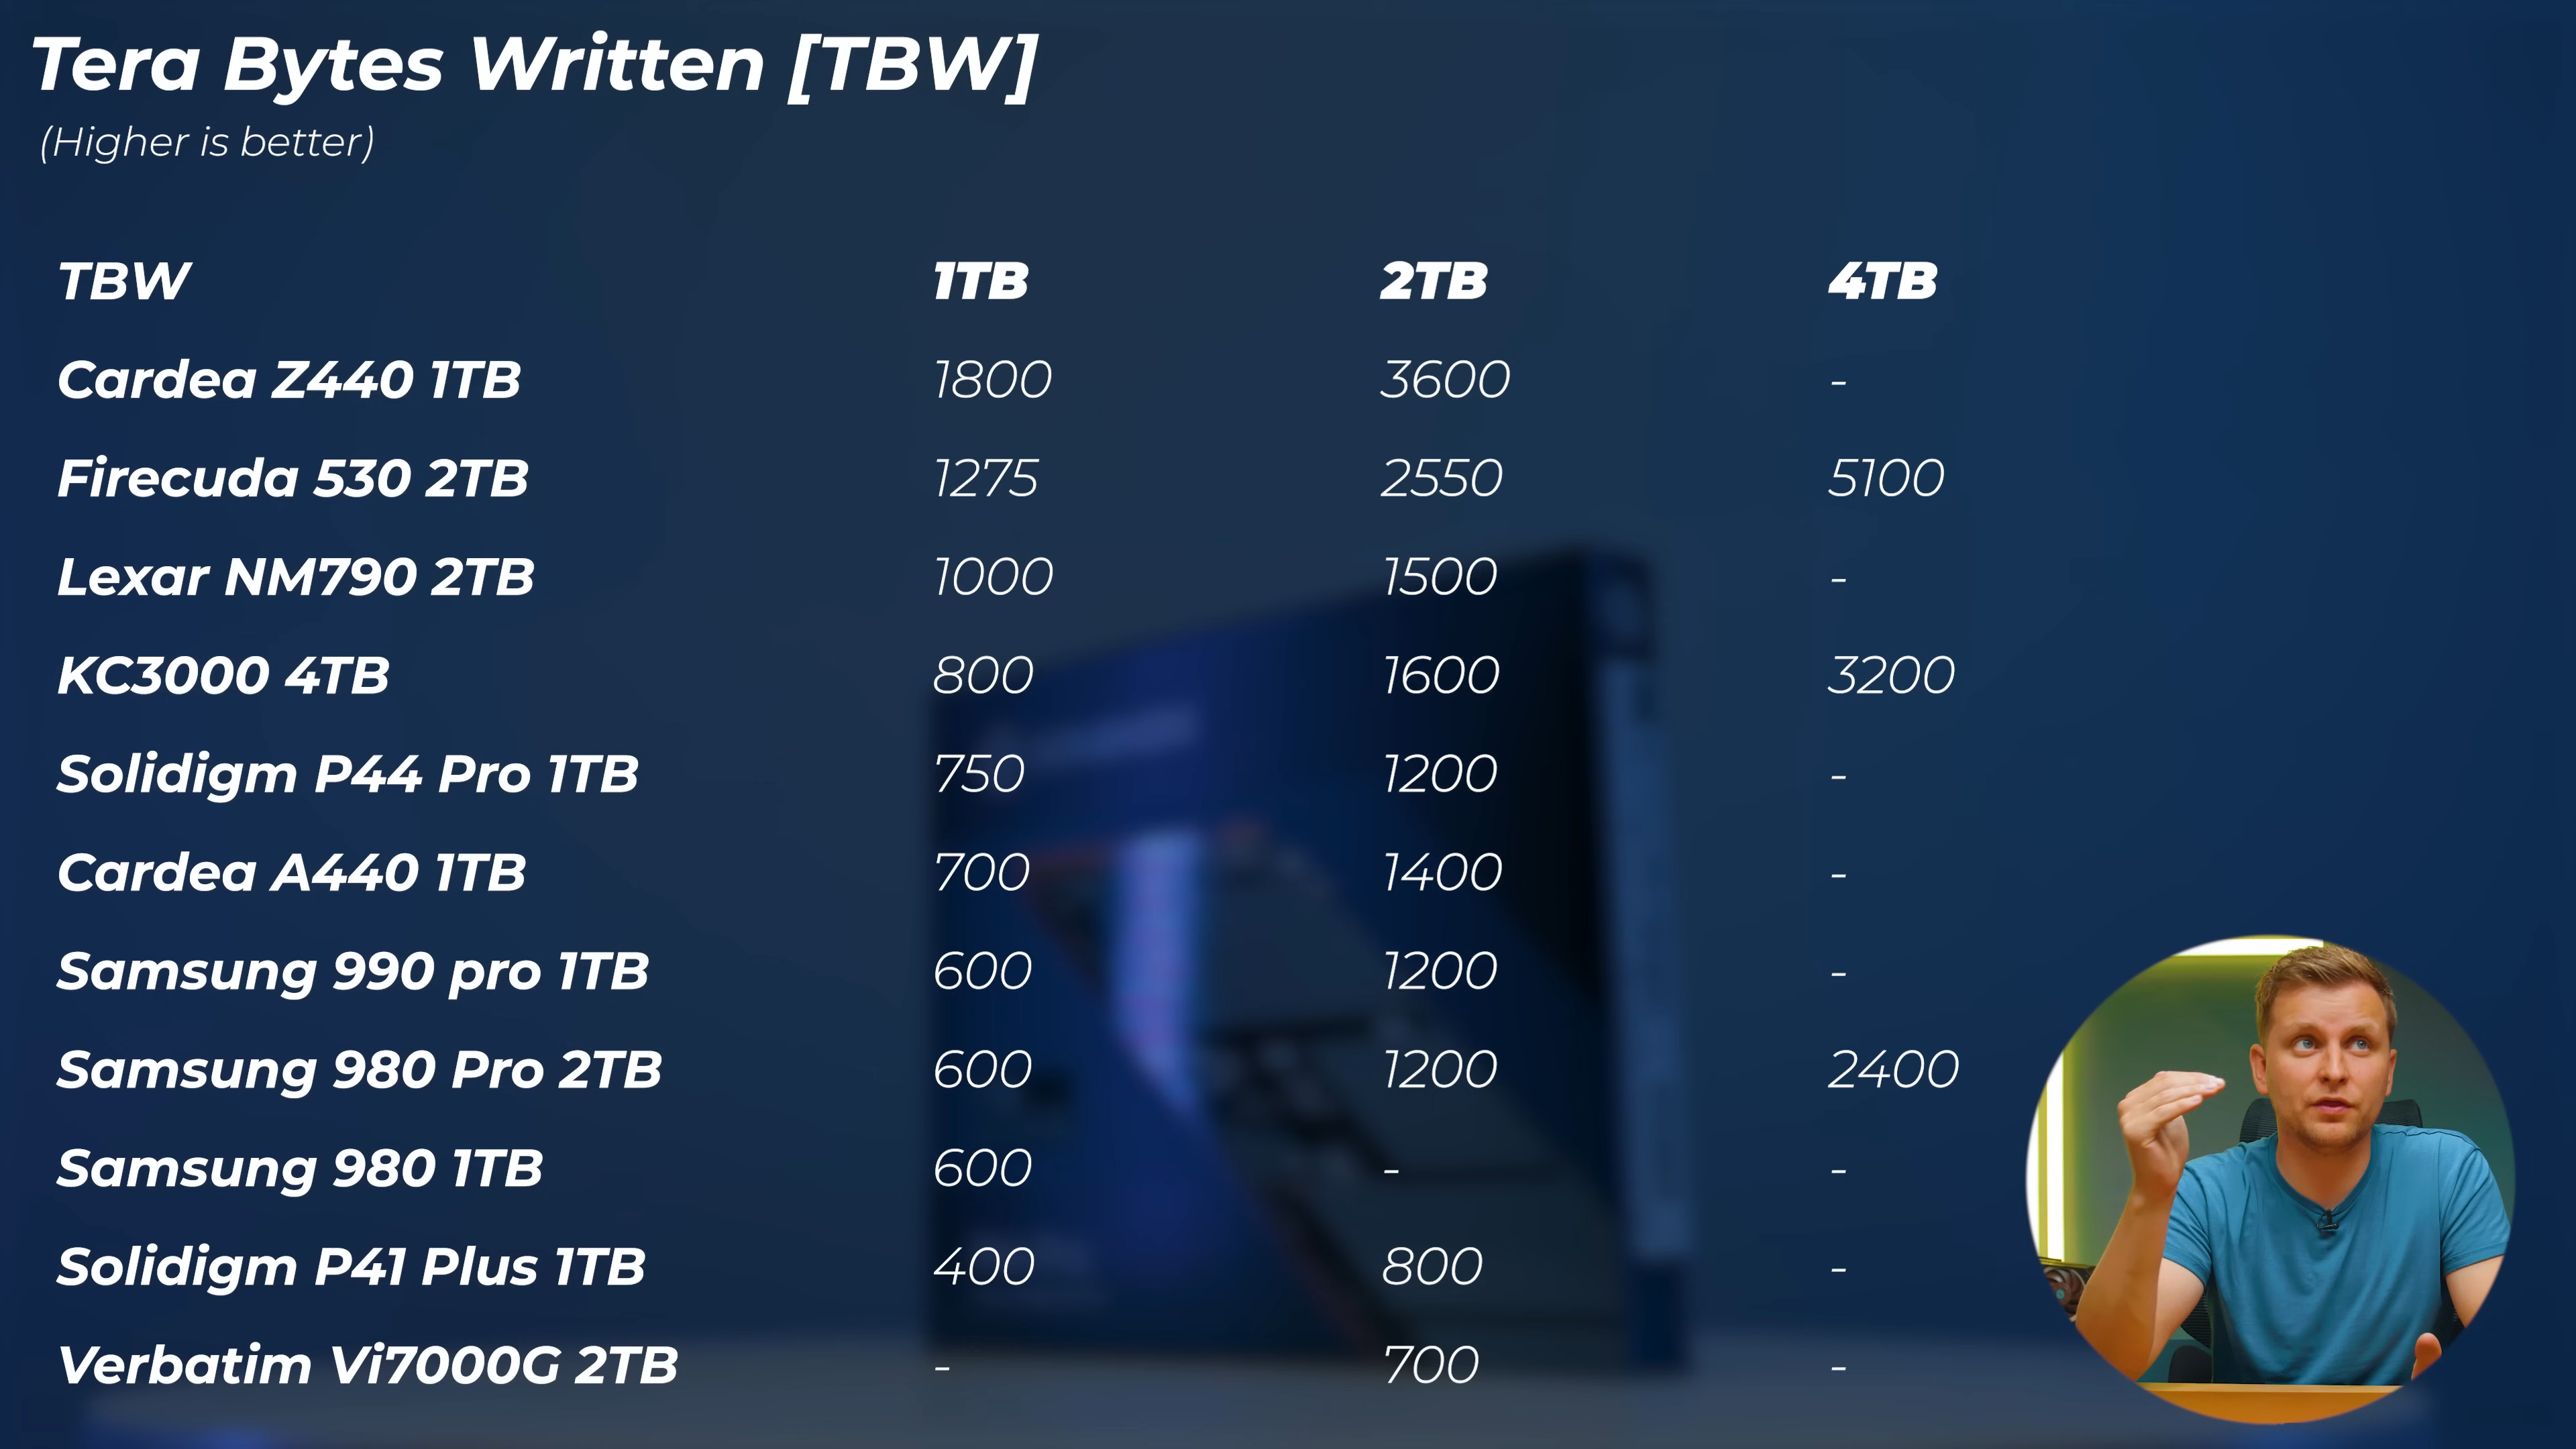 Tera Bytes Written [TBW]
(Higher is better)
TBW 1TB 2TB 4TB
Cardea Z440 1TB 1800 3600 -
Firecuda 530 2TB 1275 2550 5100
Lexar NM790 2TB 1000 1500 -
KC3000 4TB 800 1600 3200
Solidigm P44 Pro 1TB 750 1200 -
Cardea A440 1TB 700 1400 -
Samsung 990 pro 1TB 600 1200 -
Samsung 980 Pro 2TB 600 1200 2400
Samsung 980 1TB 600 - -
Solidigm P41 Plus 1TB 400 800 -
Verbatim Vi7000G 2TB - 700 -